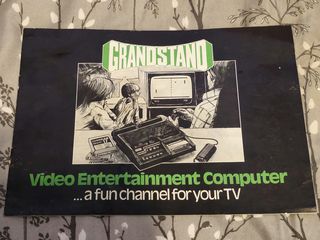 GRANDSTAND
Video Entertainment Computer
...a fun channel for your TV